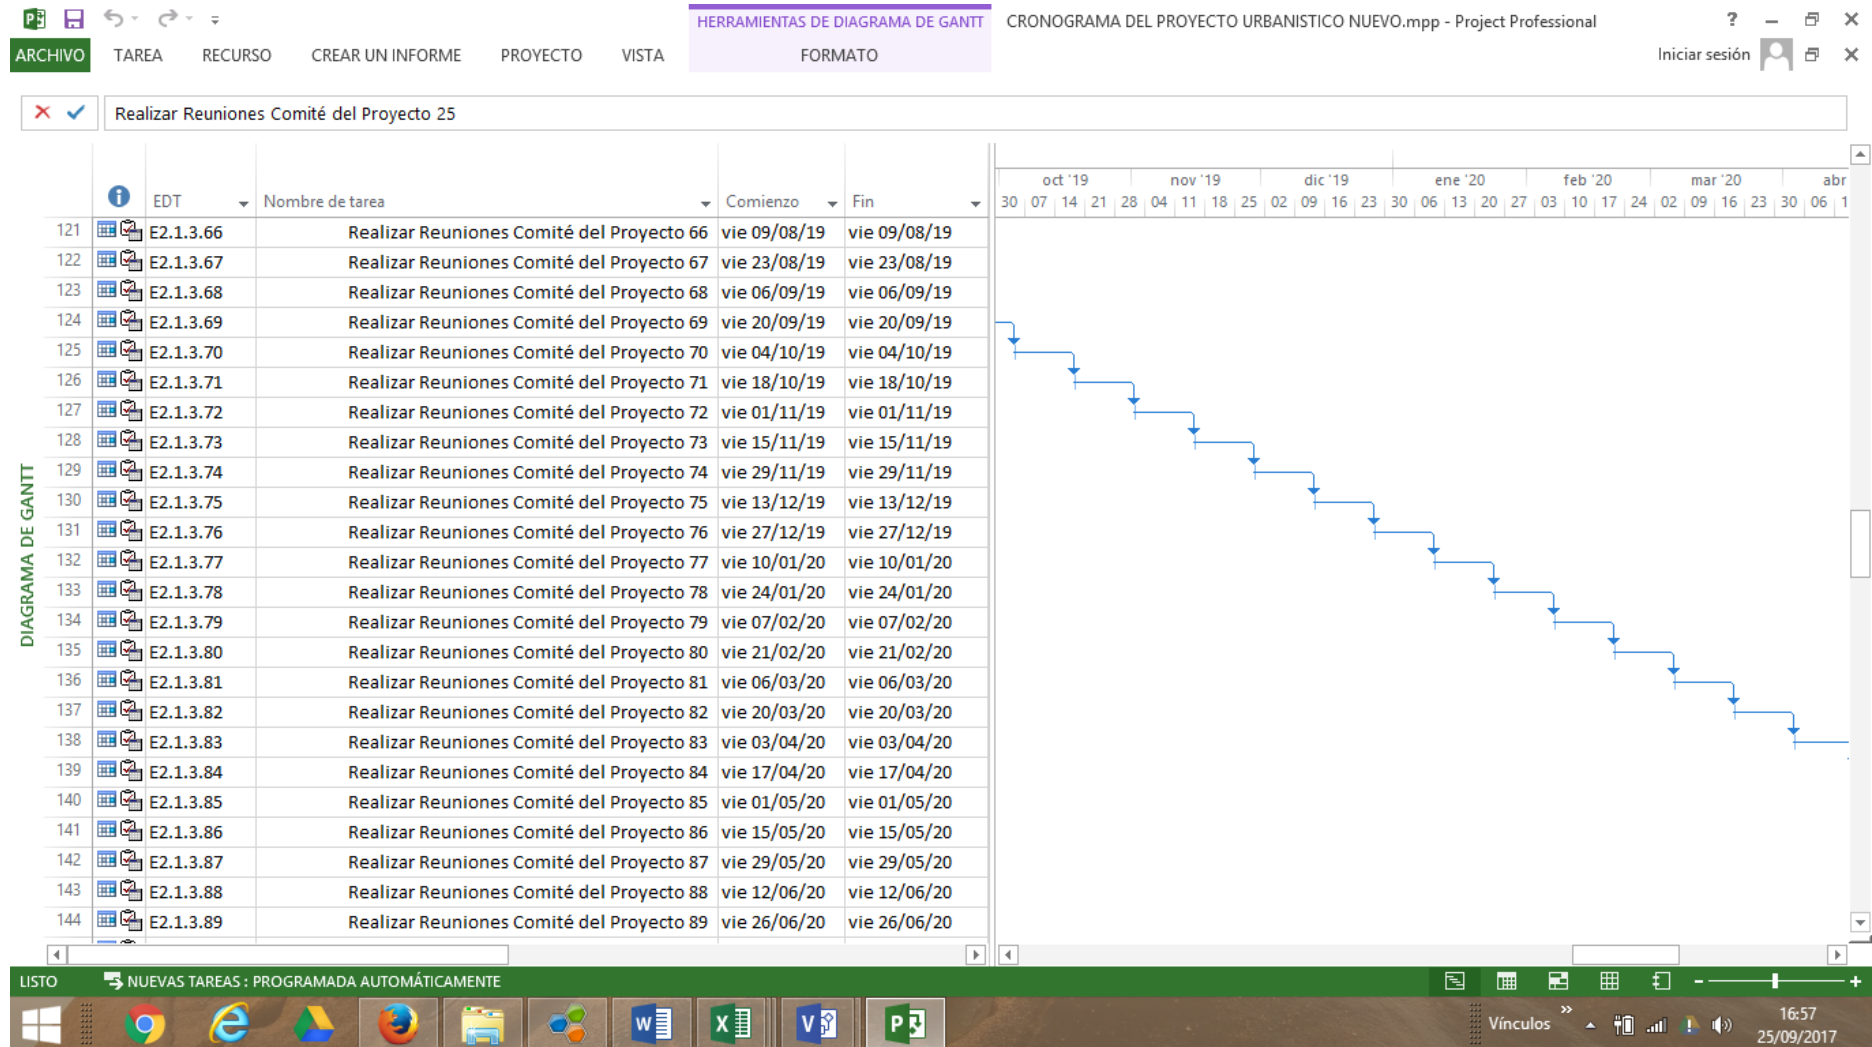 HERRAMIENTAS DE DIAGRAMA DE GANTT CRONOGRAMA DEL PROYECTO URBANISTICO NUEVO.mpp - Project Professional
ARCHIVO TAREA RECURSO CREAR UN INFORME PROYECTO VISTA FORMATO Iniciar sesión
Realizar Reuniones Comité del Proyecto 25
oct '19 nov '19 dic '19 ene '20 feb '20 mar '20 abr
EDT Nombre de tarea Comienzo Fin 30 07 14 21 28 04 11 18 25 02 09 16 23 30 06 13 20 27 03 10 17 24 02 09 16 23 30 06 1
121 E2.1.3.66 Realizar Reuniones Comité del Proyecto 66 vie 09/08/19 vie 09/08/19
122 E2.1.3.67 Realizar Reuniones Comité del Proyecto 67 vie 23/08/19 vie 23/08/19
123 E2.1.3.68 Realizar Reuniones Comité del Proyecto 68 vie 06/09/19 vie 06/09/19
124 E2.1.3.69 Realizar Reuniones Comité del Proyecto 69 vie 20/09/19 vie 20/09/19
125 E2.1.3.70 Realizar Reuniones Comité del Proyecto 70 vie 04/10/19 vie 04/10/19
126 E2.1.3.71 Realizar Reuniones Comité del Proyecto 71 vie 18/10/19 vie 18/10/19
127 E2.1.3.72 Realizar Reuniones Comité del Proyecto 72 vie 01/11/19 vie 01/11/19
128 E2.1.3.73 Realizar Reuniones Comité del Proyecto 73 vie 15/11/19 vie 15/11/19
129 E2.1.3.74 Realizar Reuniones Comité del Proyecto 74 vie 29/11/19 vie 29/11/19
130 E2.1.3.75 Realizar Reuniones Comité del Proyecto 75 vie 13/12/19 vie 13/12/19
131 E2.1.3.76 Realizar Reuniones Comité del Proyecto 76 vie 27/12/19 vie 27/12/19
132 E2.1.3.77 Realizar Reuniones Comité del Proyecto 77 vie 10/01/20 vie 10/01/20
133 E2.1.3.78 Realizar Reuniones Comité del Proyecto 78 vie 24/01/20 vie 24/01/20
134 E2.1.3.79 Realizar Reuniones Comité del Proyecto 79 vie 07/02/20 vie 07/02/20
135 E2.1.3.80 Realizar Reuniones Comité del Proyecto 80 vie 21/02/20 vie 21/02/20
136 E2.1.3.81 Realizar Reuniones Comité del Proyecto 81 vie 06/03/20 vie 06/03/20
137 E2.1.3.82 Realizar Reuniones Comité del Proyecto 82 vie 20/03/20 vie 20/03/20
138 E2.1.3.83 Realizar Reuniones Comité del Proyecto 83 vie 03/04/20 vie 03/04/20
139 E2.1.3.84 Realizar Reuniones Comité del Proyecto 84 vie 17/04/20 vie 17/04/20
140 E2.1.3.85 Realizar Reuniones Comité del Proyecto 85 vie 01/05/20 vie 01/05/20
141 E2.1.3.86 Realizar Reuniones Comité del Proyecto 86 vie 15/05/20 vie 15/05/20
142 E2.1.3.87 Realizar Reuniones Comité del Proyecto 87 vie 29/05/20 vie 29/05/20
143 E2.1.3.88 Realizar Reuniones Comité del Proyecto 88 vie 12/06/20 vie 12/06/20
144 E2.1.3.89 Realizar Reuniones Comité del Proyecto 89 vie 26/06/20 vie 26/06/20
DIAGRAMA DE GANTT
LISTO NUEVAS TAREAS : PROGRAMADA AUTOMÁTICAMENTE
Vínculos 16:57
25/09/2017